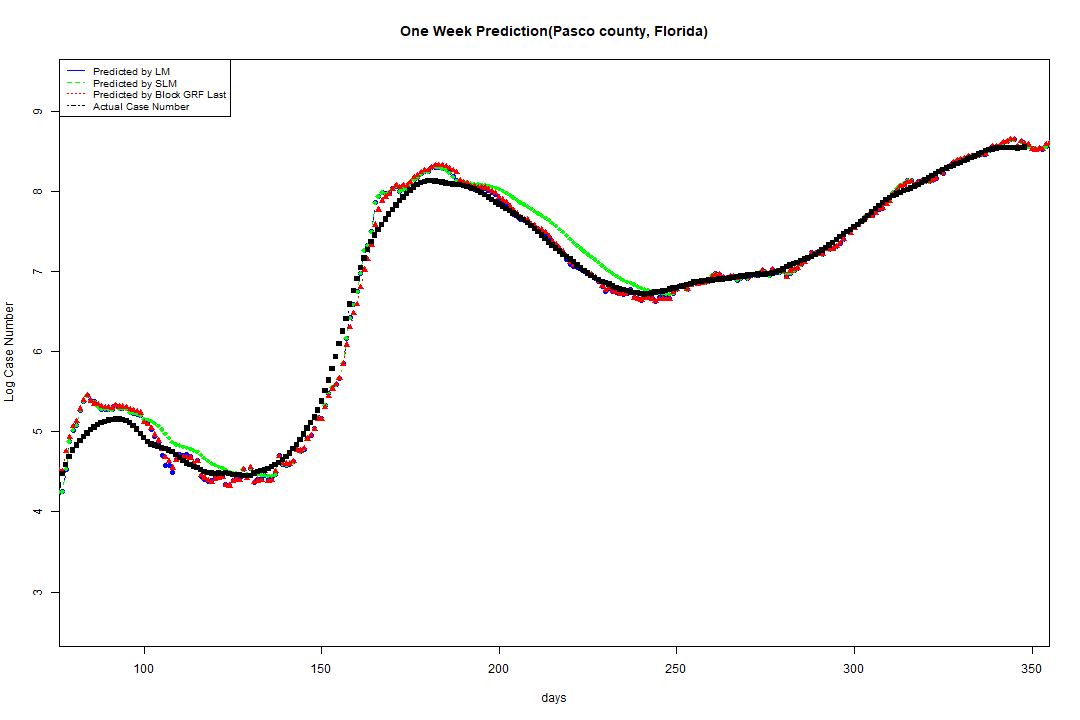 One Week Prediction(Pasco county, Florida)
Predicted by LM
Predicted by SLM
Predicted by Block GRF Last
Actual Case Number
Log Case Number
9
8
7
6
5
4
3
100 150 200 250 300 350
days